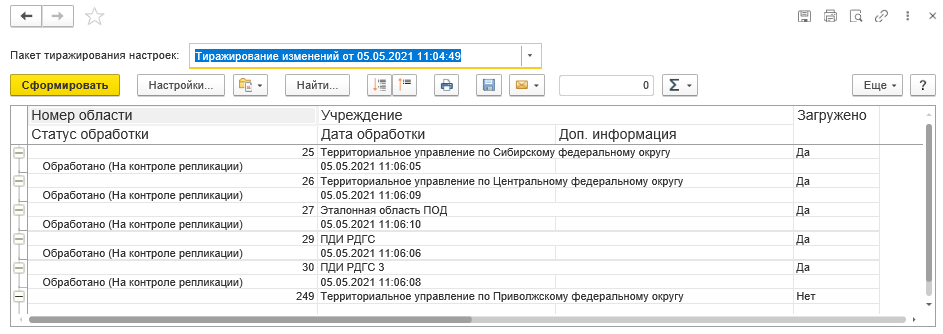 Пакет тиражирования настроек: Тиражирование изменений от 05.05.2021 11:04:49
Сформировать Настройки... Найти... 0 Σ Еще ?
Номер области Учреждение Загружено
Статус обработки Дата обработки Доп. информация
25 Территориальное управление по Сибирскому федеральному округу Да
Обработано (На контроле репликации) 05.05.2021 11:06:05
26 Территориальное управление по Центральному федеральному округу Да
Обработано (На контроле репликации) 05.05.2021 11:06:09
27 Эталонная область ПОД Да
Обработано (На контроле репликации) 05.05.2021 11:06:10
29 ПДИ РДГС Да
Обработано (На контроле репликации) 05.05.2021 11:06:06
30 ПДИ РДГС 3 Да
Обработано (На контроле репликации) 05.05.2021 11:06:08
249 Территориальное управление по Приволжскому федеральному округу Нет